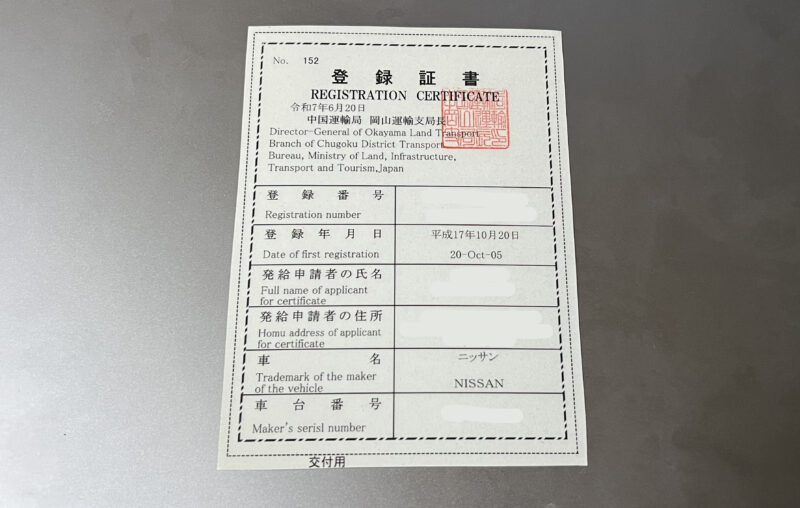 No. 152
登録証書
REGISTRATION CERTIFICATE
令和7年6月20日
中国運輸局 岡山運輸支局長
Director-General of Okayama Land Transport
Branch of Chugoku District Transport
Bureau, Ministry of Land, Infrastructure,
Transport and Tourism,Japan
登録番号
Registration number
登録年月日
Date of first registration
平成17年10月20日
20-Oct-05
発給申請者の氏名
Full name of applicant
for certificate
発給申請者の住所
Homu address of applicant
for certificate
車名
Trademark of the maker
of the vehicle
ニッサン
NISSAN
車台番号
Maker's serisl number
交付用